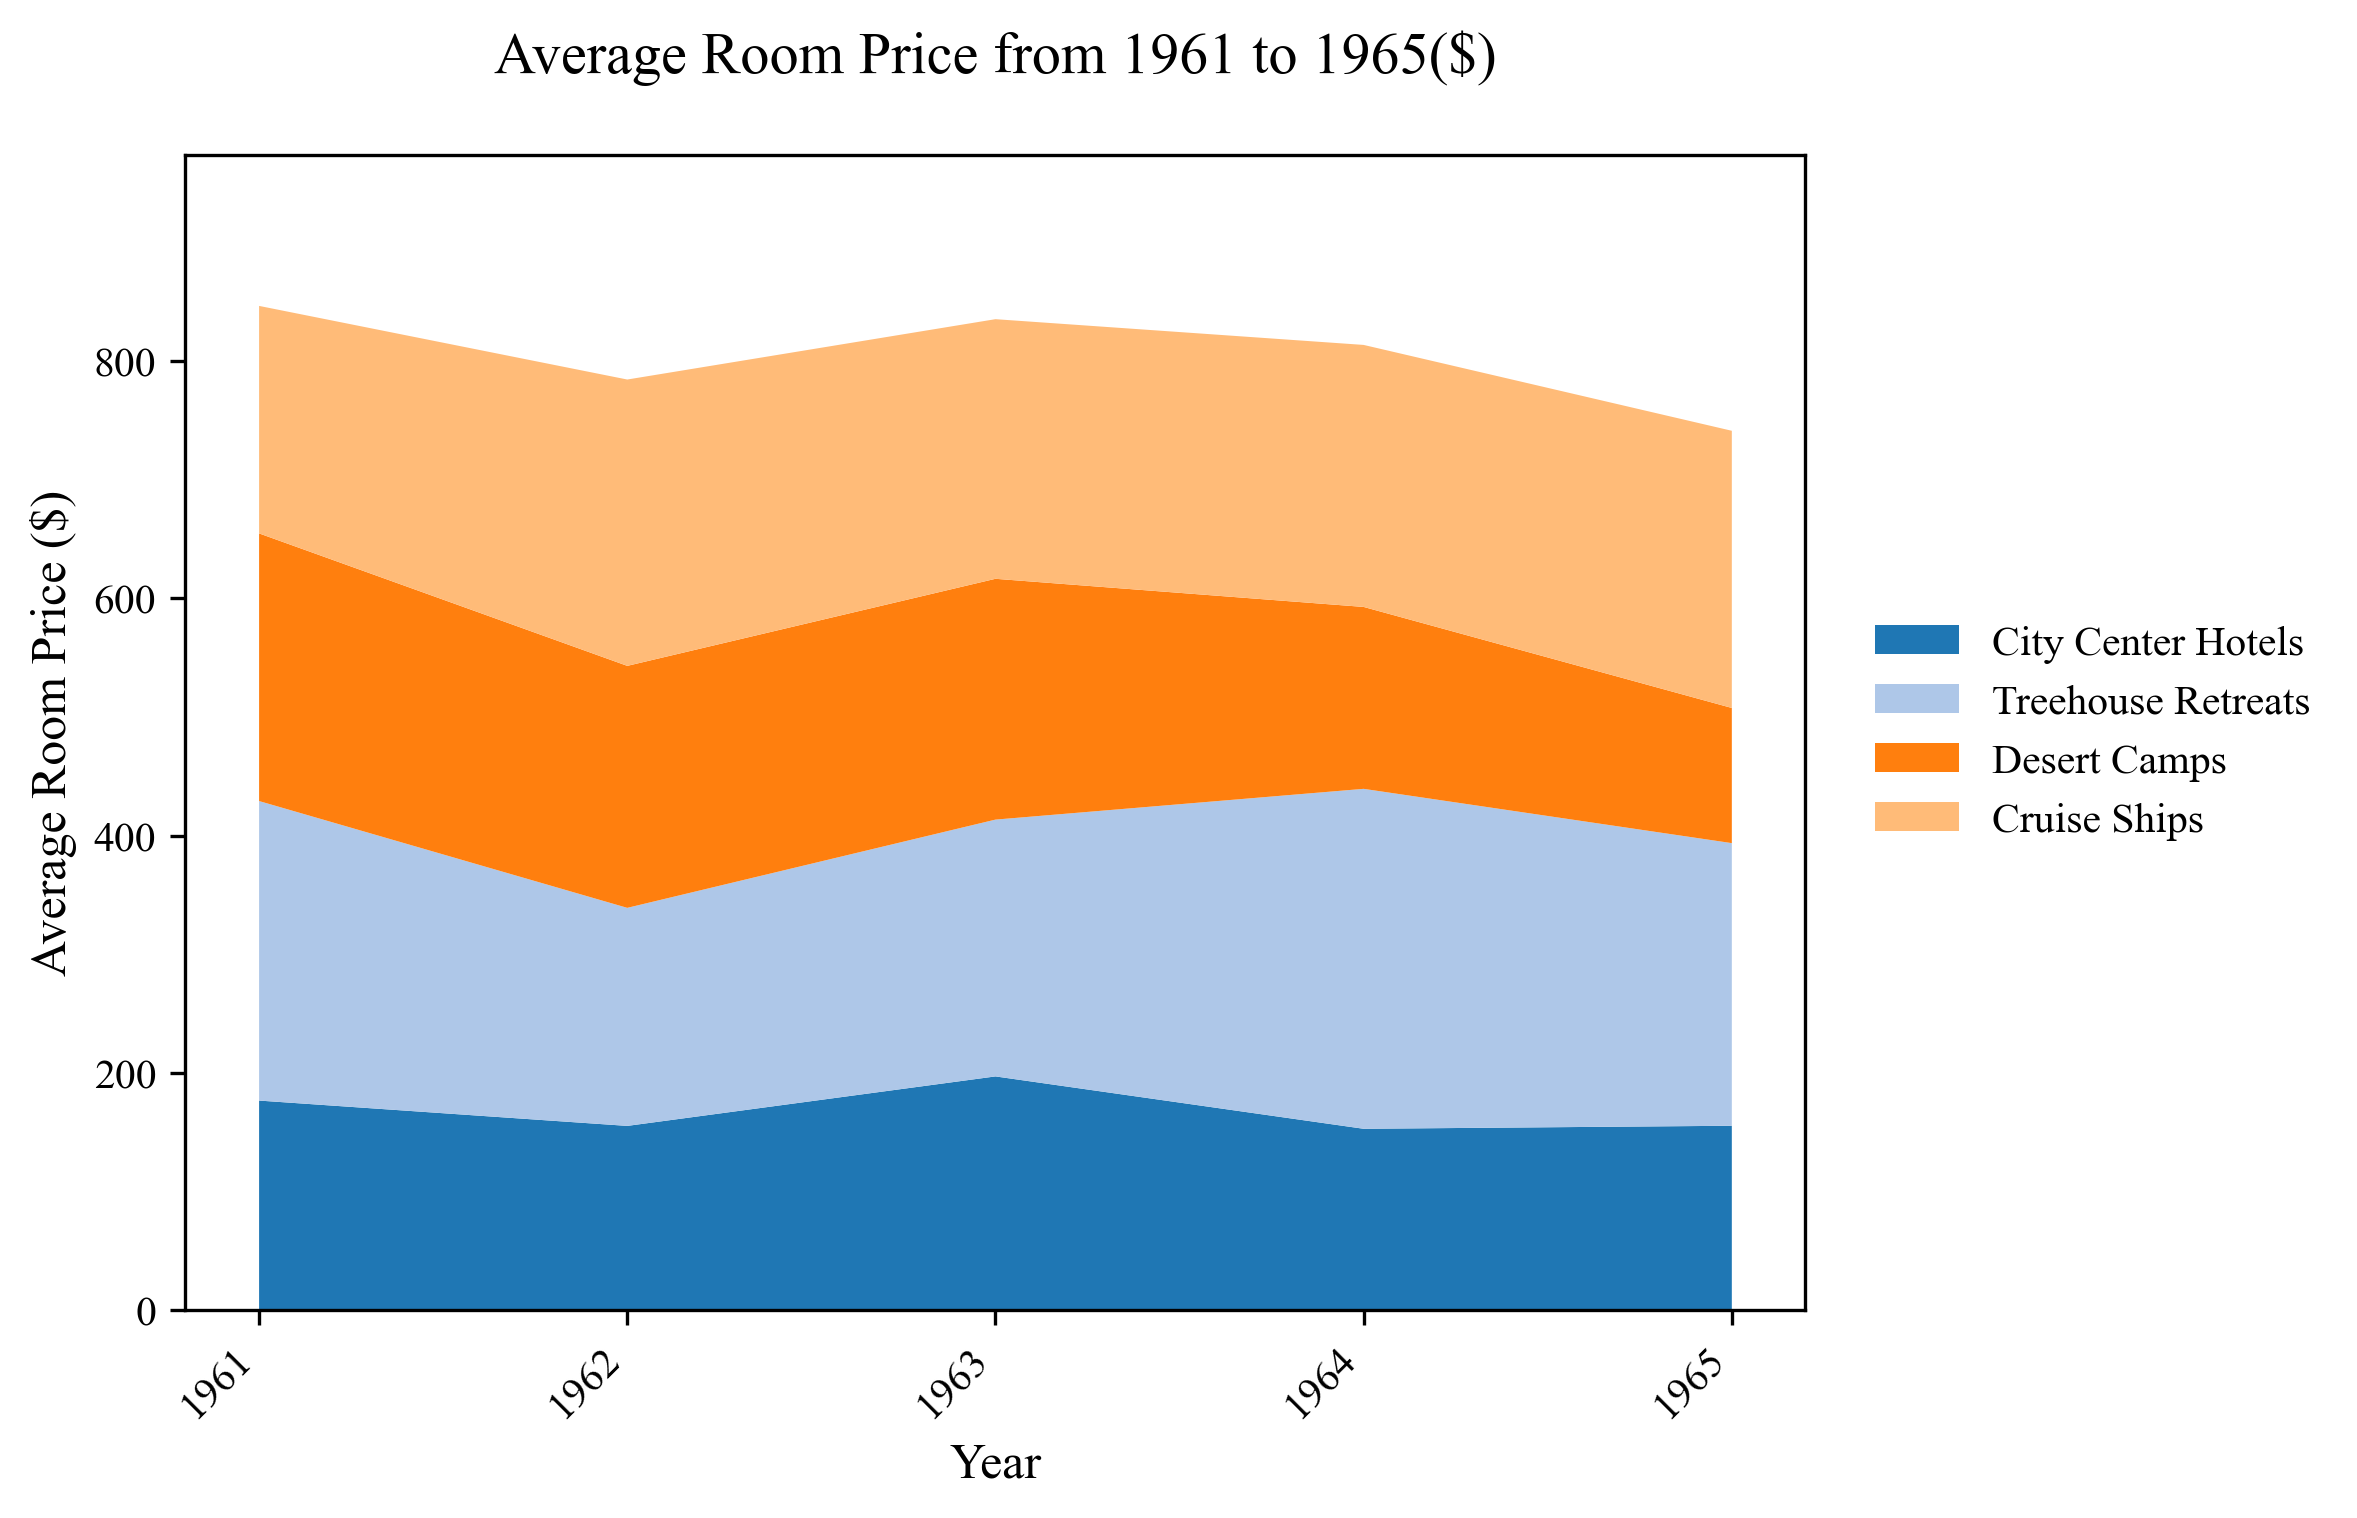 Average Room Price from 1961 to 1965($)
Average Room Price ($)
800
600
400
200
0
1961
1962
1963
1964
1965
Year
City Center Hotels
Treehouse Retreats
Desert Camps
Cruise Ships